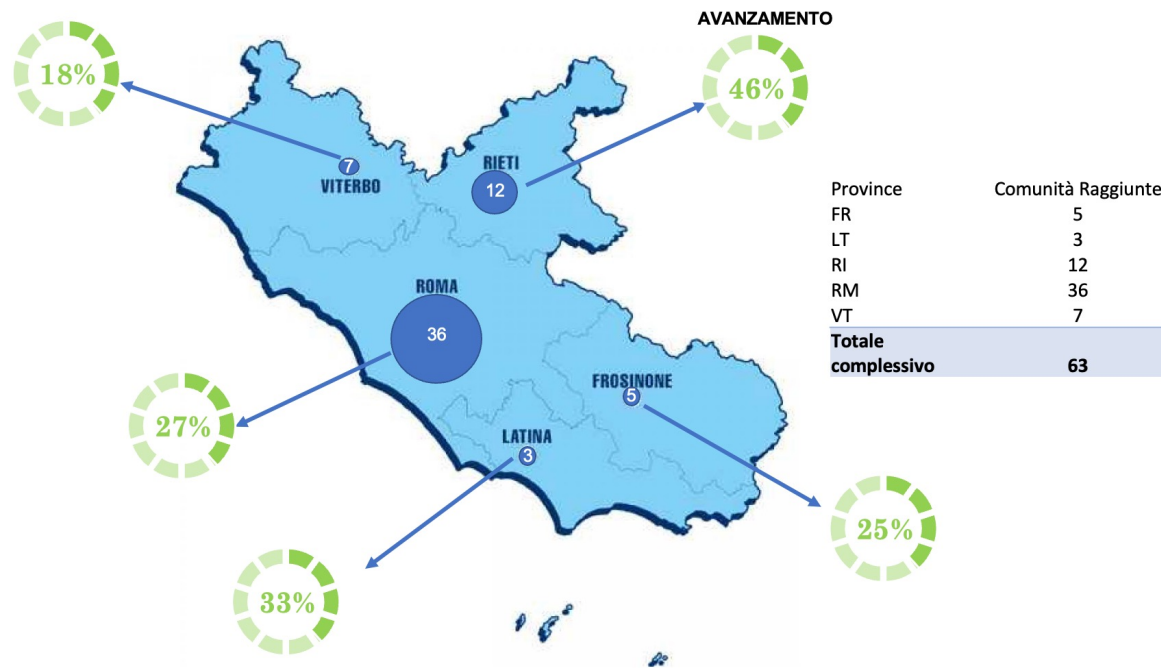 AVANZAMENTO
18%
46%
7
VITERBO
RIETI
12
Province Comunità Raggiunte
FR 5
LT 3
RI 12
RM 36
VT 7
Totale
complessivo 63
ROMA
36
FROSINONE
5
27%
LATINA
3
25%
33%